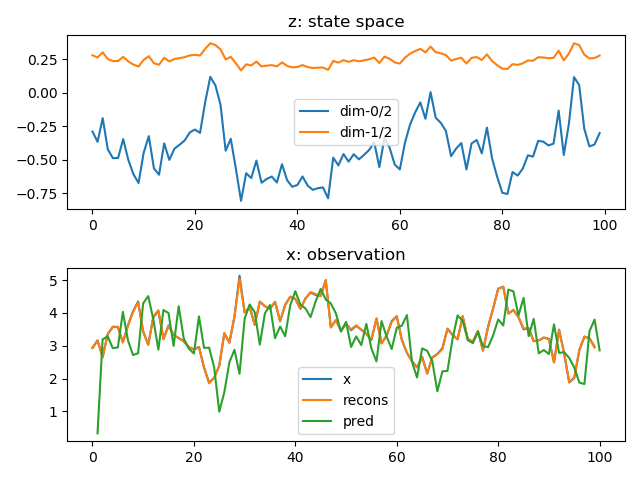 z: state space
0.25
0.00
−0.25
−0.50
−0.75
dim-0/2
dim-1/2
0 20 40 60 80 100
x: observation
5
4
3
2
1
x
recons
pred
0 20 40 60 80 100